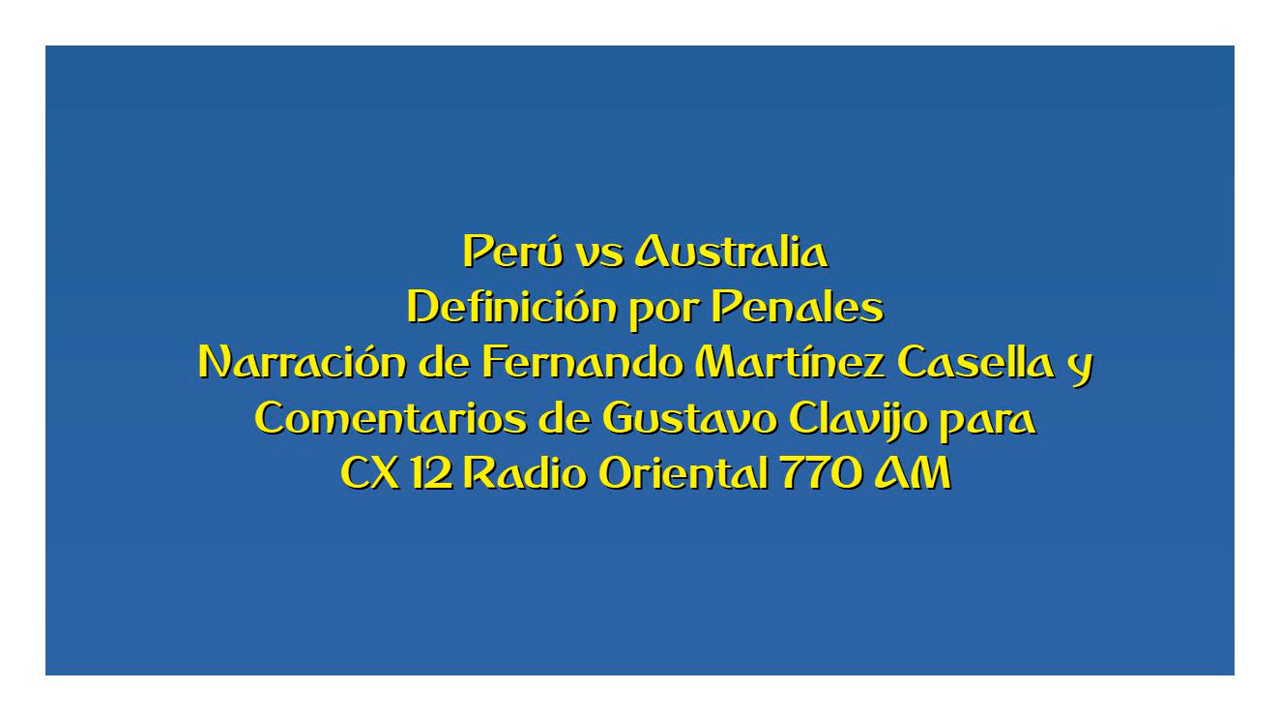 Perú vs Australia
Definición por Penales
Narración de Fernando Martínez Casella y
Comentarios de Gustavo Clavijo para
CX 12 Radio Oriental 770 AM